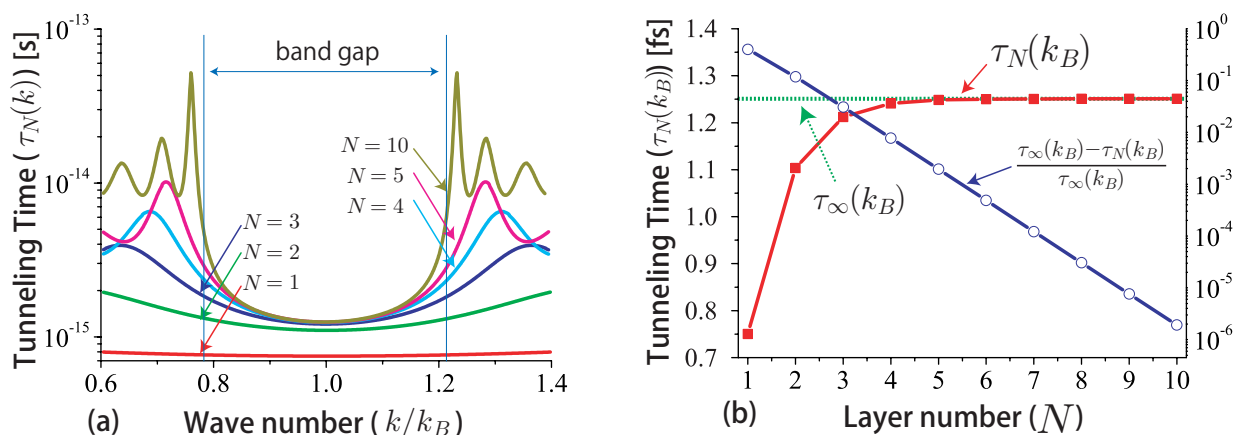 Tunneling Time ( τ_N(k)) [s]
10⁻¹³
10⁻¹⁴
10⁻¹⁵
band gap
N = 10
N = 5
N = 4
N = 3
N = 2
N = 1
0.6 0.8 1.0 1.2 1.4
(a) Wave number ( k/k_B )
Tunneling Time (τ_N(k_B)) [fs]
1.4
1.3
1.2
1.1
1.0
0.9
0.8
0.7
τ_N(k_B)
τ_∞(k_B)−τ_N(k_B)
τ_∞(k_B)
τ_∞(k_B)
10⁰
10⁻¹
10⁻²
10⁻³
10⁻⁴
10⁻⁵
10⁻⁶
1 2 3 4 5 6 7 8 9 10
(b) Layer number (N)